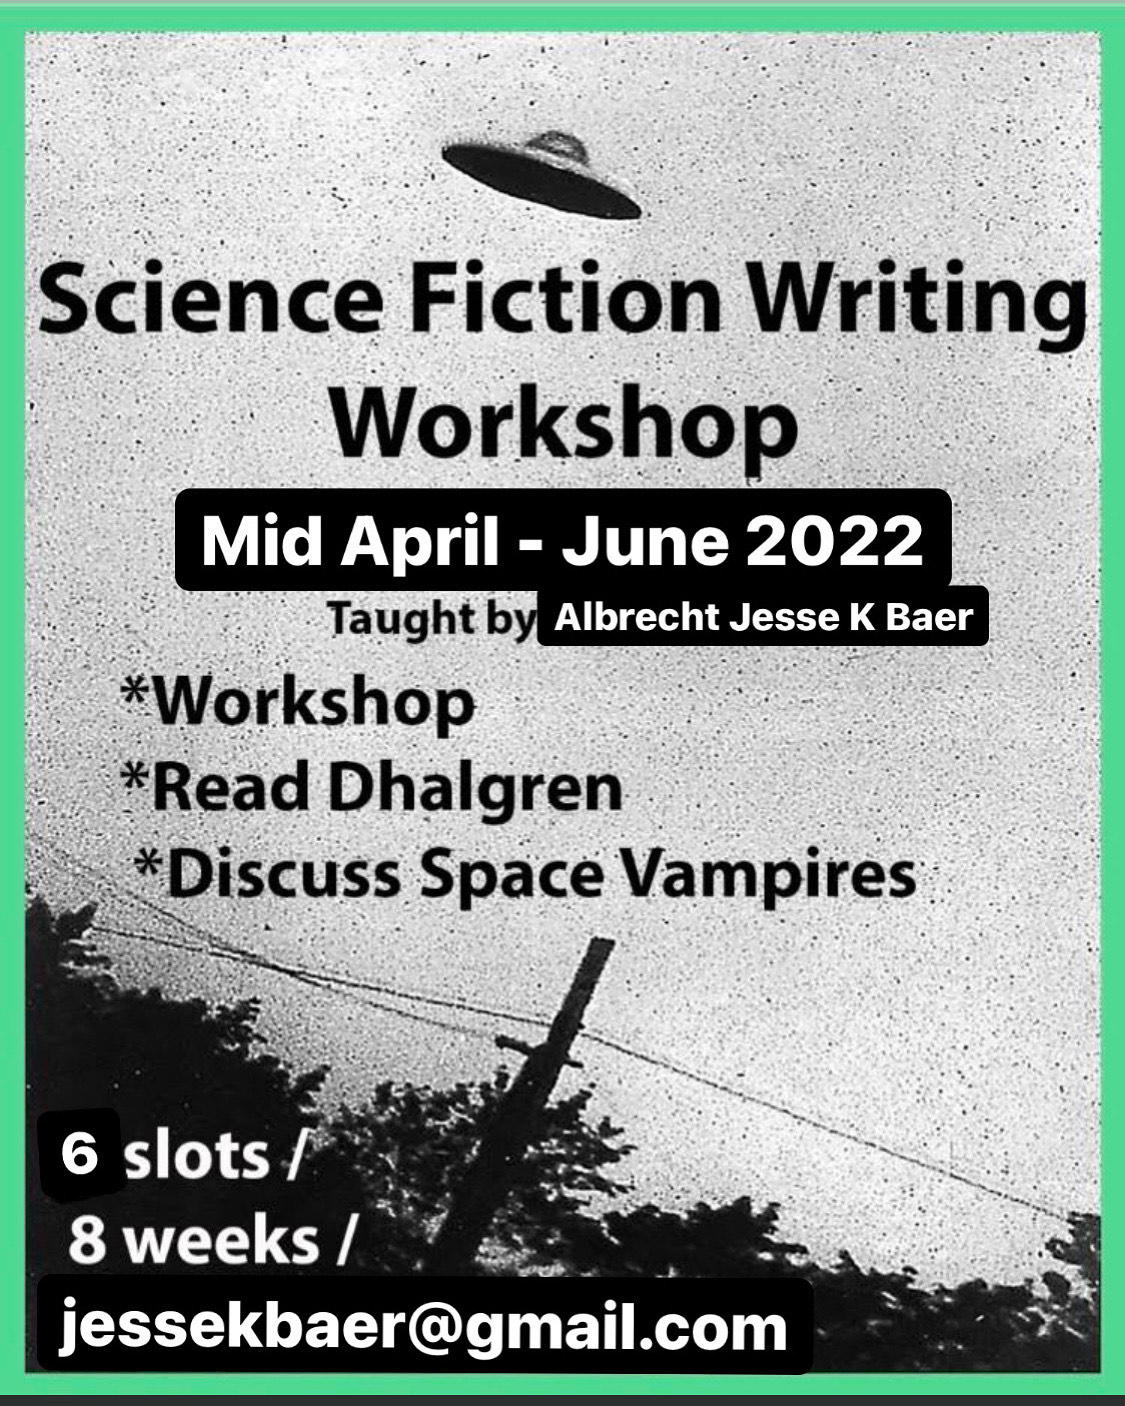 Science Fiction Writing
Workshop
Mid April - June 2022
Taught by Albrecht Jesse K Baer
*Workshop
*Read Dhalgren
*Discuss Space Vampires
6 slots /
8 weeks /
jessekbaer@gmail.com